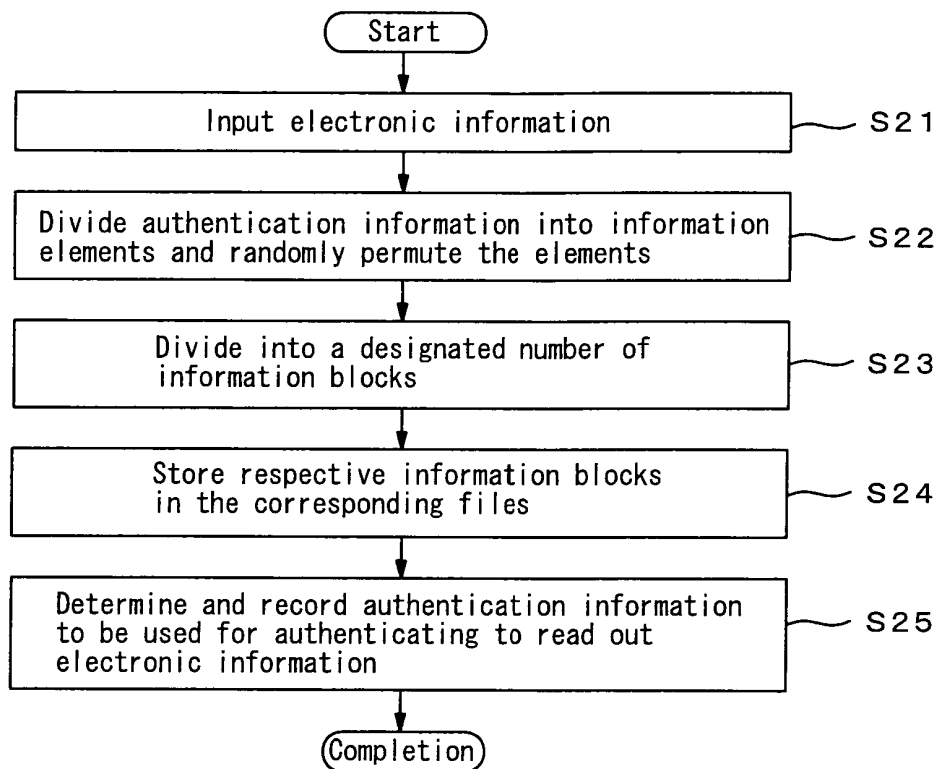 Start
Input electronic information
S21
Divide authentication information into information
elements and randomly permute the elements
S22
Divide into a designated number of
information blocks
S23
Store respective information blocks
in the corresponding files
S24
Determine and record authentication information
to be used for authenticating to read out
electronic information
S25
Completion